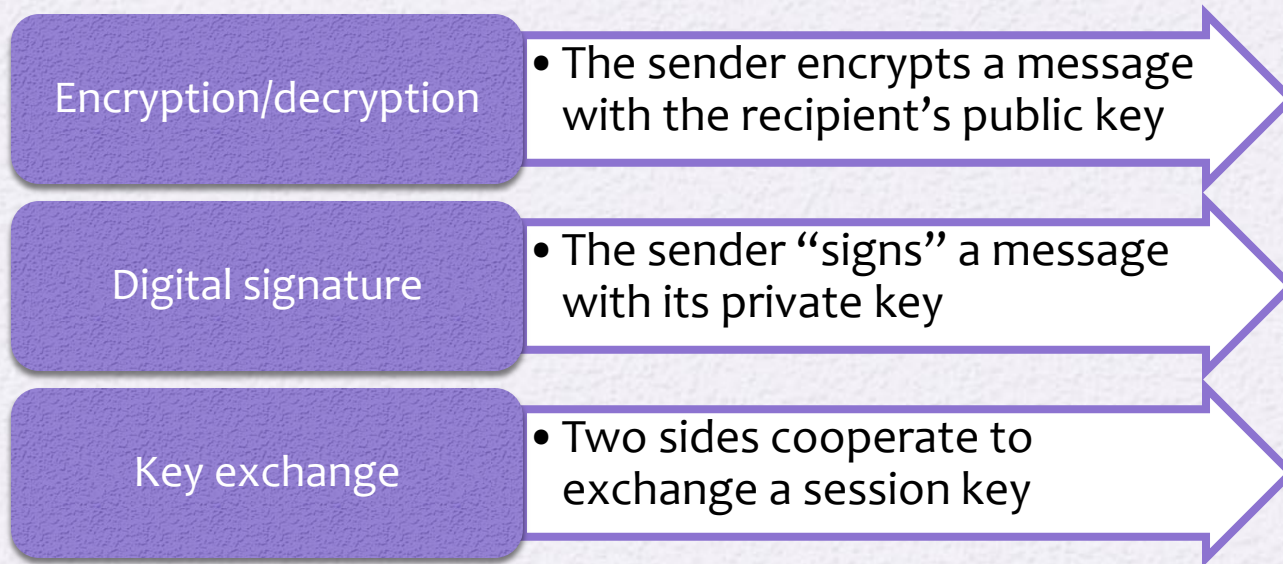 Encryption/decryption
• The sender encrypts a message
with the recipient’s public key
Digital signature
• The sender “signs” a message
with its private key
Key exchange
• Two sides cooperate to
exchange a session key